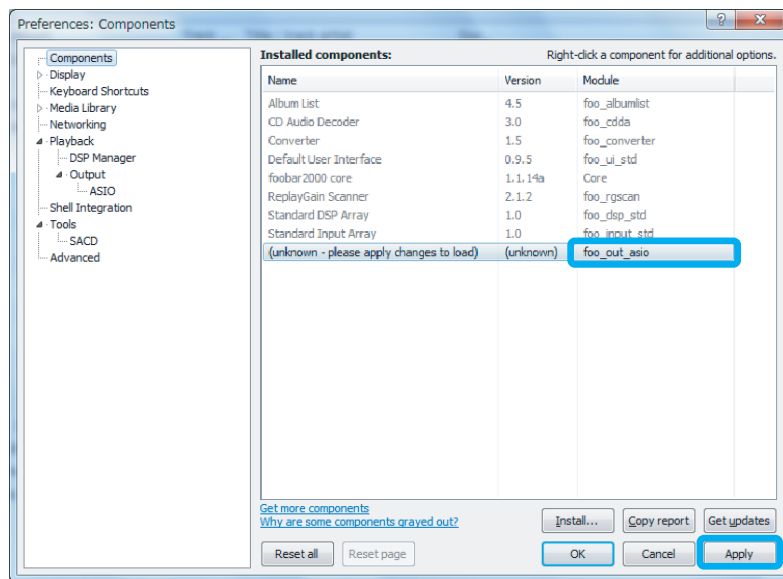 Preferences: Components
Components
Display
Keyboard Shortcuts
Media Library
Networking
Playback
DSP Manager
Output
ASIO
Shell Integration
Tools
SACD
Advanced
Installed components: Right-click a component for additional options.
Name Version Module
Album List 4.5 foo_albumlist
CD Audio Decoder 3.0 foo_cdda
Converter 1.5 foo_converter
Default User Interface 0.9.5 foo_ui_std
foobar2000 core 1.1.14a Core
ReplayGain Scanner 2.1.2 foo_rgscan
Standard DSP Array 1.0 foo_dsp_std
Standard Input Array 1.0 foo_input_std
(unknown - please apply changes to load) (unknown) foo_out_asio
Get more components
Why are some components grayed out?
Install... Copy report Get updates
Reset all Reset page OK Cancel Apply